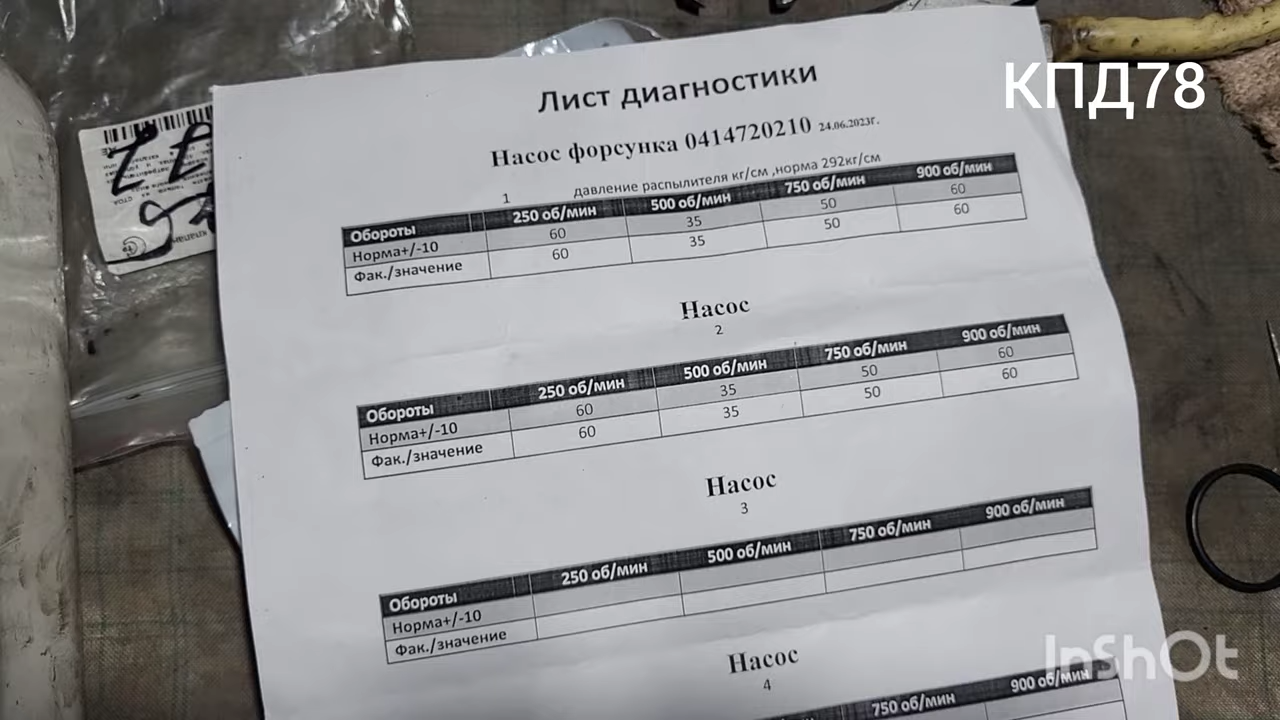 КПД78
Лист диагностики
Насос форсунка 0414720210 24.06.2023г.
1 давление распылителя кг/см ,норма 292кг/см
Обороты 250 об/мин 500 об/мин 750 об/мин 900 об/мин
Норма+/-10 60 35 50 60
Фак./значение 60 35 50 60
Насос
2
Обороты 250 об/мин 500 об/мин 750 об/мин 900 об/мин
Норма+/-10 60 35 50 60
Фак./значение 60 35 50 60
Насос
3
Обороты 250 об/мин 500 об/мин 750 об/мин 900 об/мин
Норма+/-10
Фак./значение
Насос
4
750 об/мин 900 об/мин
InShOt